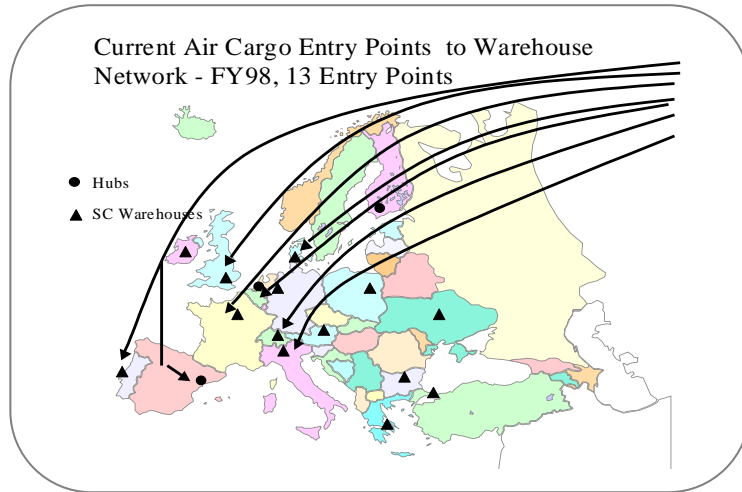 Current Air Cargo Entry Points to Warehouse
Network - FY98, 13 Entry Points
Hubs
SC Warehouses